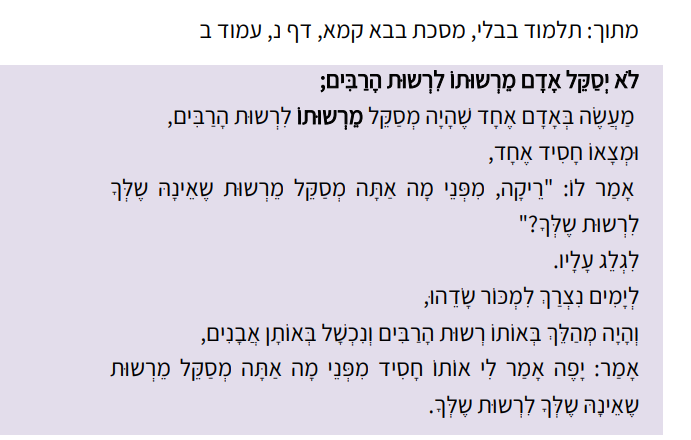 מתוך: תלמוד בבלי, מסכת בבא קמא, דף נ, עמוד ב
לֹא יְסַקֵּל אָדָם מֵרְשׁוּתוֹ לִרְשׁוּת הָרַבִּים;
מַעֲשֶׂה בְּאָדָם אֶחָד שֶׁהָיָה מְסַקֵּל מֵרְשׁוּתוֹ לִרְשׁוּת הָרַבִּים,
וּמְצָאוֹ חָסִיד אֶחָד,
אָמַר לוֹ: "רֵיקָה, מִפְּנֵי מָה אַתָּה מְסַקֵּל מֵרְשׁוּת שֶׁאֵינָהּ שֶׁלְּךָ
לִרְשׁוּת שֶׁלְּךָ?"
לִגְלֵג עָלָיו.
לְיָמִים נִצְרַךְ לִמְכּוֹר שָׂדֵהוּ,
וְהָיָה מְהַלֵּךְ בְּאוֹתוֹ רְשׁוּת הָרַבִּים וְנִכְשָׁל בְּאוֹתָן אֲבָנִים,
אָמַר: יָפֶה אָמַר לִי אוֹתוֹ חָסִיד מִפְּנֵי מָה אַתָּה מְסַקֵּל מֵרְשׁוּת
שֶׁאֵינָהּ שֶׁלְּךָ לִרְשׁוּת שֶׁלְּךָ.